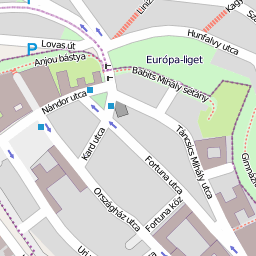 Lovas út
Hunfalvy utca
Európa-liget
Anjou bástya
Babits Mihály sétány
Nándor utca
Kard utca
Táncsics Mihály utca
Fortuna utca
Országház utca
Fortuna köz
P